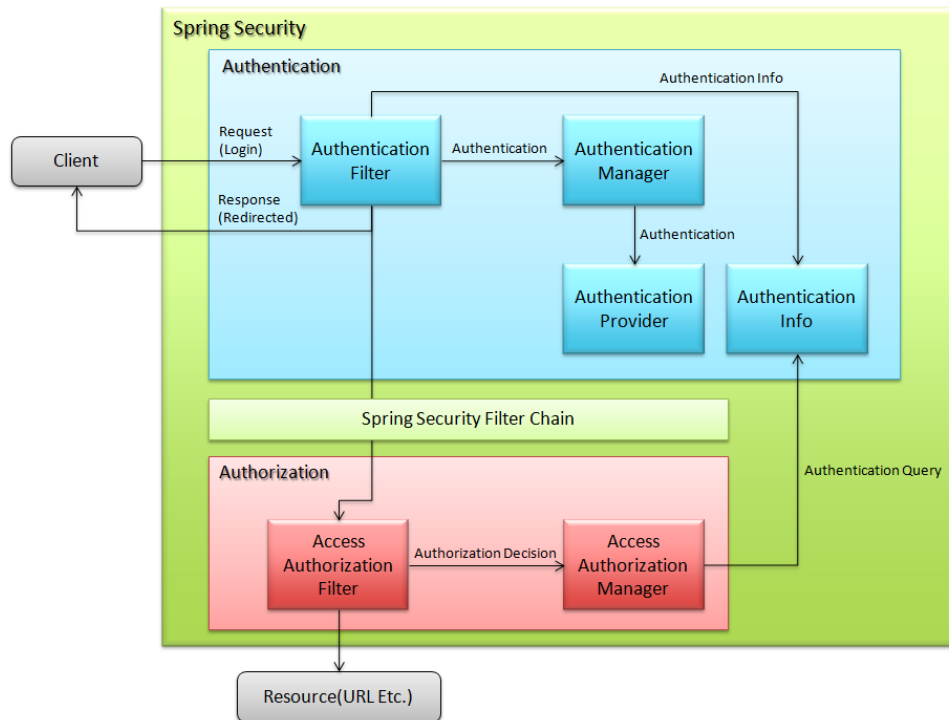 Spring Security
Authentication
Authentication Info
Request
(Login)
Client
Authentication
Filter
Authentication
Authentication
Manager
Response
(Redirected)
Authentication
Authentication
Provider
Authentication
Info
Spring Security Filter Chain
Authorization
Authentication Query
Access
Authorization
Filter
Authorization Decision
Access
Authorization
Manager
Resource(URL Etc.)